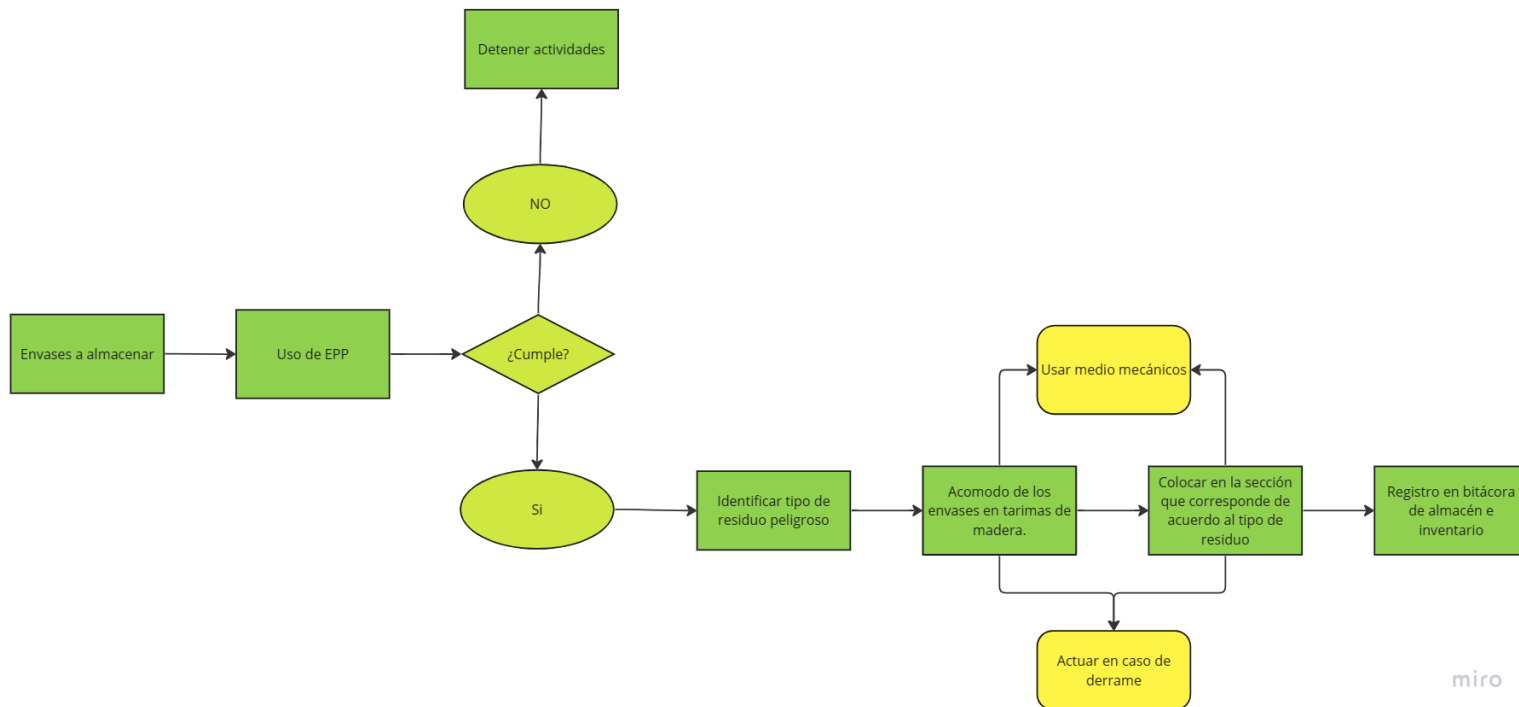 Detener actividades
NO
Envases a almacenar
Uso de EPP
¿Cumple?
Si
Usar medio mecánicos
Identificar tipo de
residuo peligroso
Acomodo de los
envases en tarimas de
madera.
Colocar en la sección
que corresponde de
acuerdo al tipo de
residuo
Registro en bitácora
de almacén e
inventario
Actuar en caso de
derrame
miro